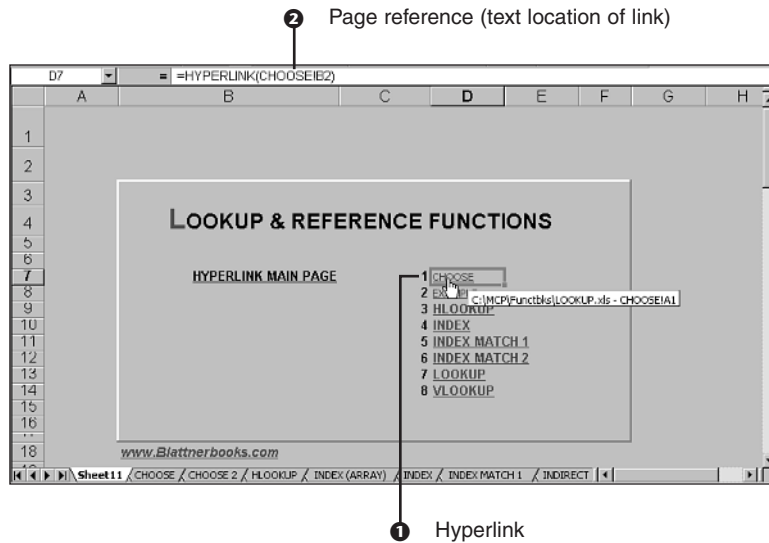 2 Page reference (text location of link)
D7 = =HYPERLINK(CHOOSE!B2)
A B C D E F G H
1
2
3
4 LOOKUP & REFERENCE FUNCTIONS
5
6
7 HYPERLINK MAIN PAGE 1 CHOOSE
8 2
C:\MCP\Functbks\LOOKUP.xls - CHOOSE!A1
9 3 HLOOKUP
10 4 INDEX
11 5 INDEX MATCH 1
12 6 INDEX MATCH 2
13 7 LOOKUP
14 8 VLOOKUP
15
16
18 www.Blattnerbooks.com
Sheet11 CHOOSE CHOOSE 2 HLOOKUP INDEX (ARRAY) INDEX INDEX MATCH 1 INDIRECT
1 Hyperlink